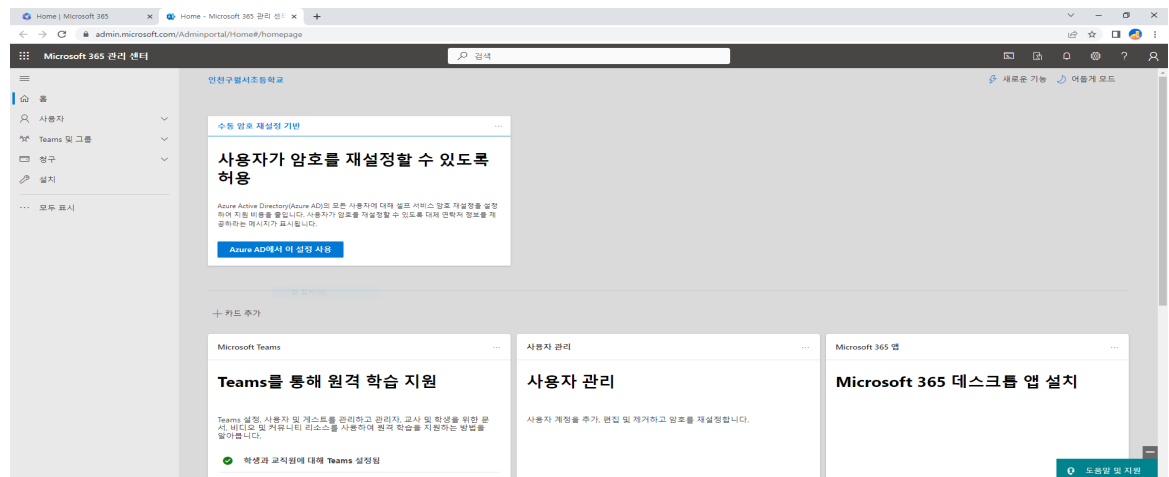 Home | Microsoft 365
Home - Microsoft 365 관리 센터
admin.microsoft.com/Adminportal/Home#/homepage
Microsoft 365 관리 센터
검색
인천구월서초등학교
새로운 기능
어둡게 모드
홈
사용자
Teams 및 그룹
청구
설치
모두 표시
수동 암호 재설정 기반
사용자가 암호를 재설정할 수 있도록
허용
Azure Active Directory(Azure AD)의 모든 사용자에 대해 셀프 서비스 암호 재설정을 설정
하여 지원 비용을 줄입니다. 사용자가 암호를 재설정할 수 있도록 대체 연락처 정보를 제
공하라는 메시지가 표시됩니다.
Azure AD에서 이 설정 사용
카드 추가
Microsoft Teams
Teams를 통해 원격 학습 지원
Teams 설정, 사용자 및 게스트를 관리하고 관리자, 교사 및 학생을 위한 문
서, 비디오 및 커뮤니티 리소스를 사용하여 원격 학습을 지원하는 방법을
알아봅니다.
학생과 교직원에 대해 Teams 설정됨
사용자 관리
사용자 관리
사용자 계정을 추가, 편집 및 제거하고 암호를 재설정합니다.
Microsoft 365 앱
Microsoft 365 데스크톱 앱 설치
도움말 및 지원